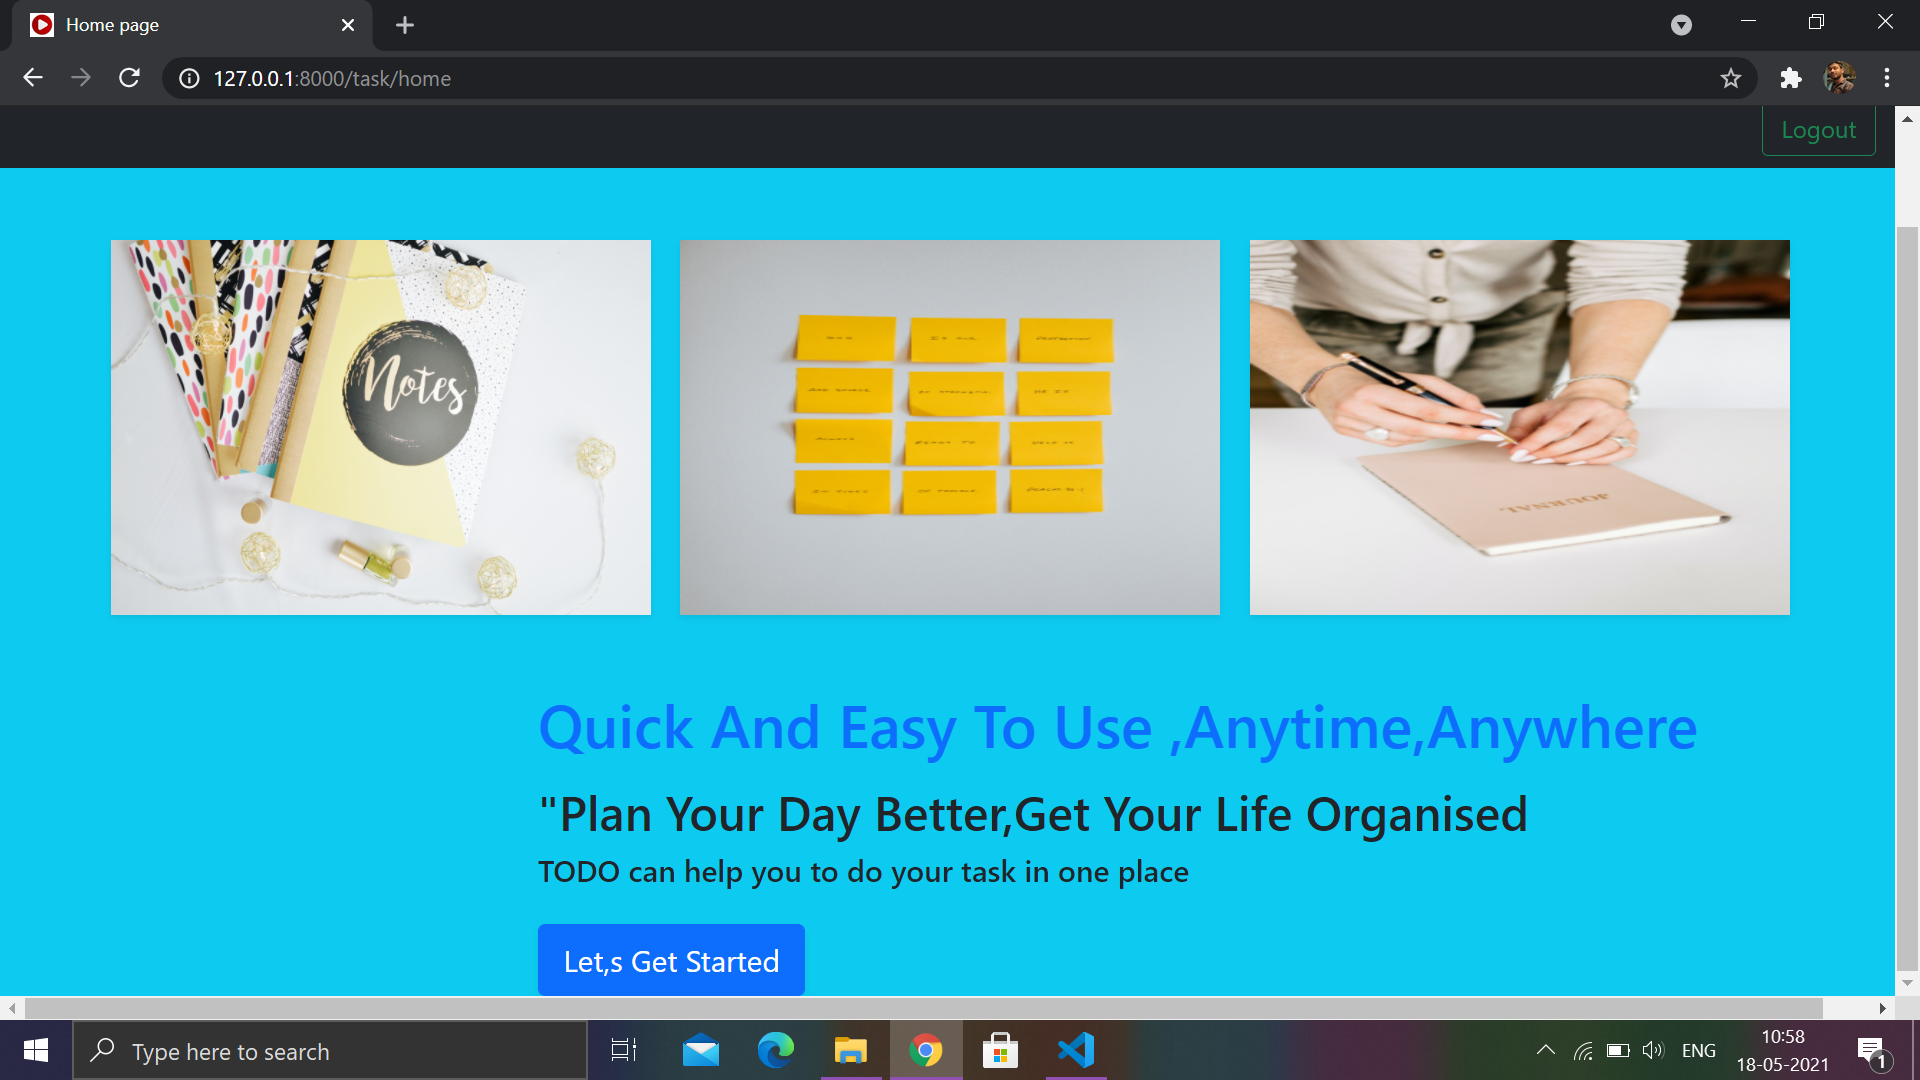 Home page
127.0.0.1:8000/task/home
Logout
Notes
JOURNAL
Quick And Easy To Use ,Anytime,Anywhere
"Plan Your Day Better,Get Your Life Organised
TODO can help you to do your task in one place
Let,s Get Started
Type here to search
ENG
10:58
18-05-2021
1